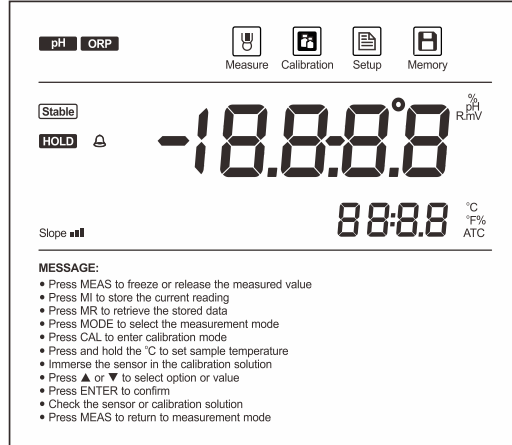 pH ORP
Measure Calibration Setup Memory
Stable
HOLD
-18.8:8.8°
%
pH
R.mV
88:8.8
°C
°F%
ATC
Slope
MESSAGE:
• Press MEAS to freeze or release the measured value
• Press MI to store the current reading
• Press MR to retrieve the stored data
• Press MODE to select the measurement mode
• Press CAL to enter calibration mode
• Press and hold the °C to set sample temperature
• Immerse the sensor in the calibration solution
• Press ▲ or ▼ to select option or value
• Press ENTER to confirm
• Check the sensor or calibration solution
• Press MEAS to return to measurement mode